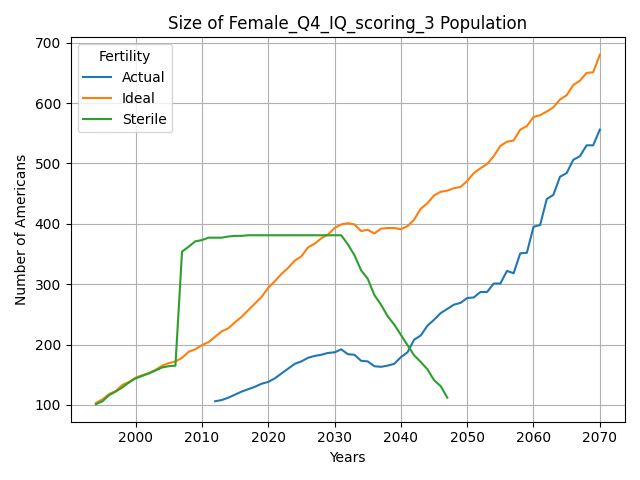 Size of Female_Q4_IQ_scoring_3 Population
Fertility
Actual
Ideal
Sterile
Number of Americans
700
600
500
400
300
200
100
2000 2010 2020 2030 2040 2050 2060 2070
Years